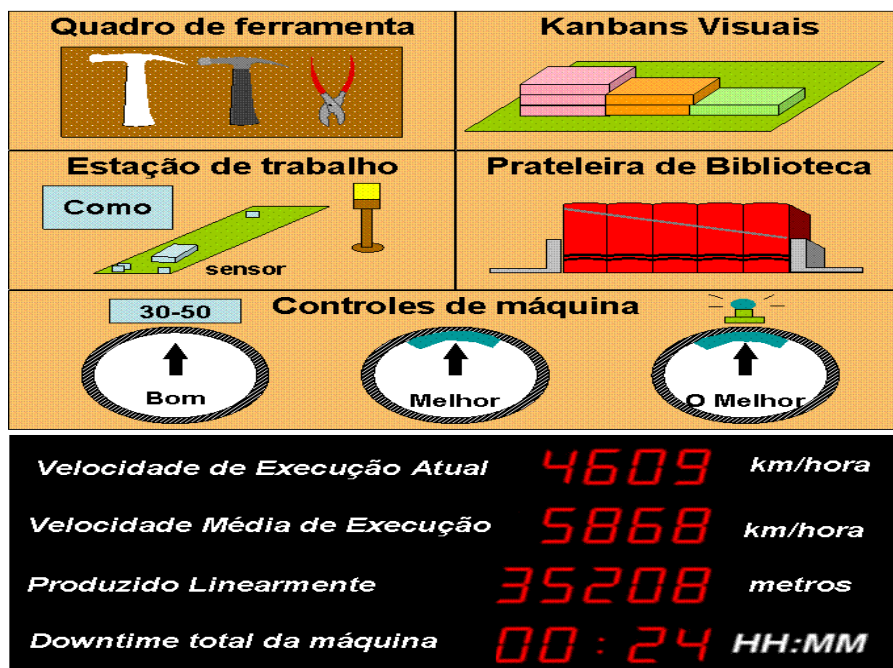 Quadro de ferramenta
Kanbans Visuais
Estação de trabalho
Como
sensor
Prateleira de Biblioteca
Controles de máquina
30-50
Bom
Melhor
O Melhor
Velocidade de Execução Atual 4609 km/hora
Velocidade Média de Execução 5868 km/hora
Produzido Linearmente 35208 metros
Downtime total da máquina 00:24 HH:MM